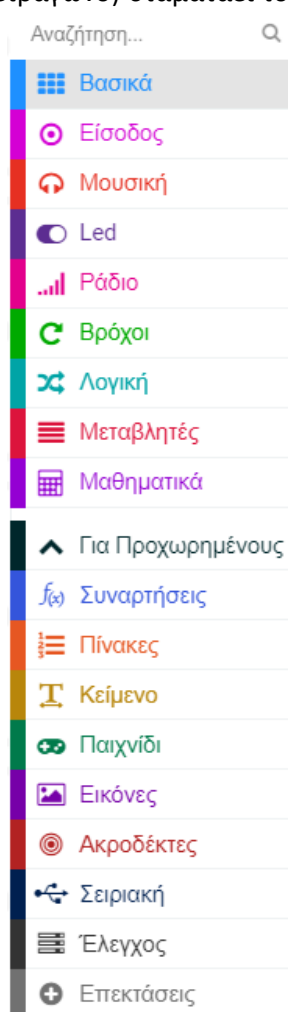 Αναζήτηση...
Βασικά
Είσοδος
Μουσική
Led
Ράδιο
Βρόχοι
Λογική
Μεταβλητές
Μαθηματικά
Για Προχωρημένους
f(x) Συναρτήσεις
Πίνακες
Κείμενο
Παιχνίδι
Εικόνες
Ακροδέκτες
Σειριακή
Έλεγχος
Επεκτάσεις